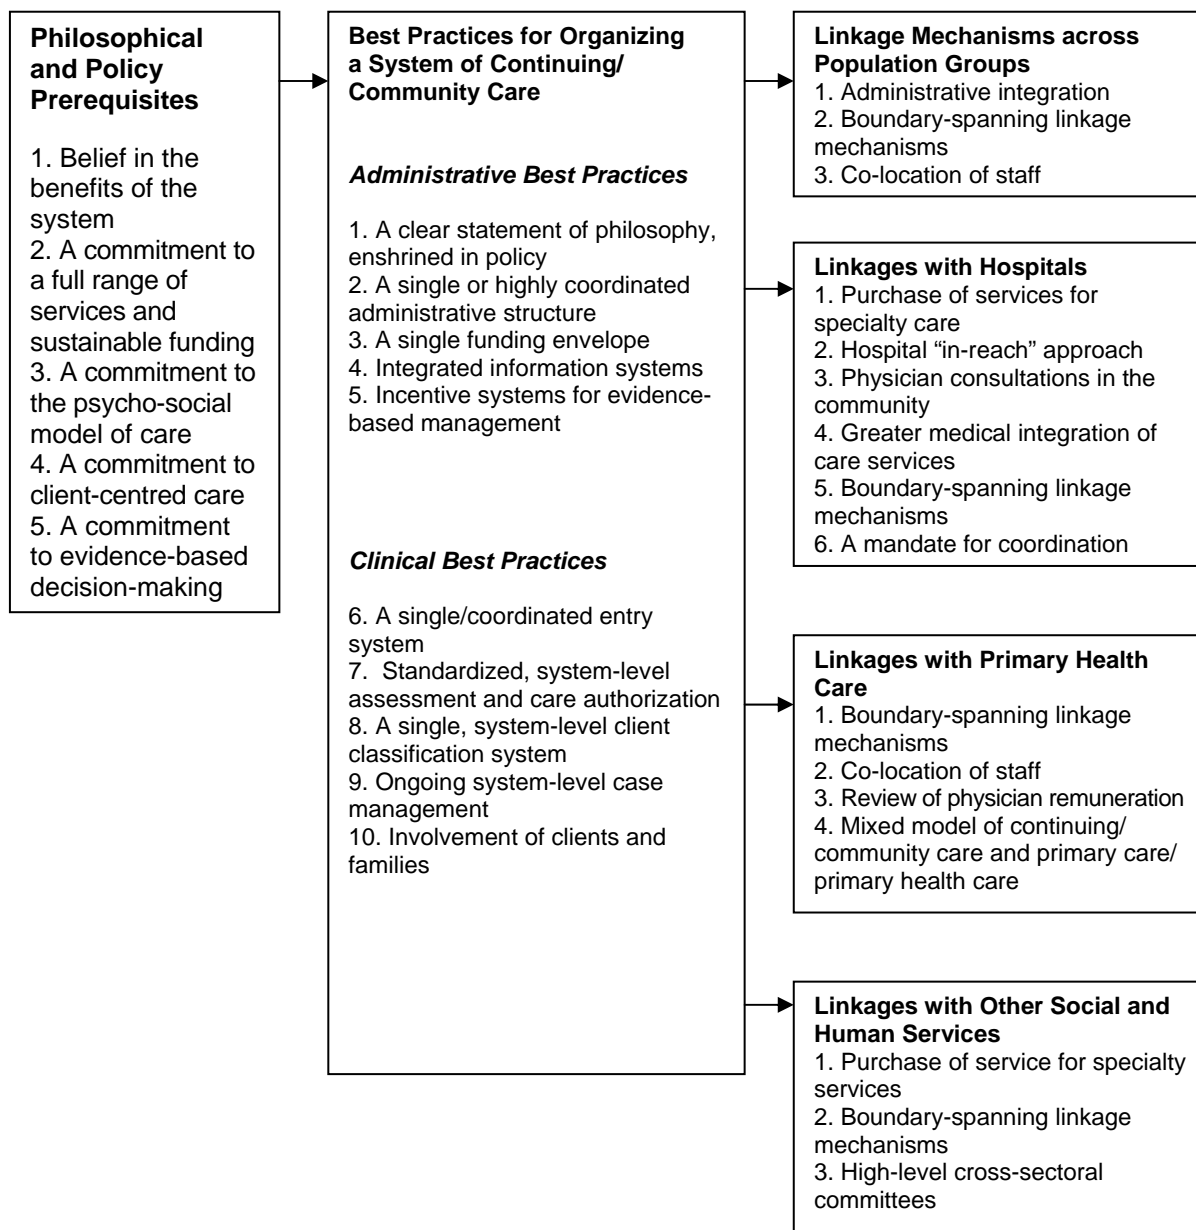 Philosophical
and Policy
Prerequisites
1. Belief in the
benefits of the
system
2. A commitment to
a full range of
services and
sustainable funding
3. A commitment to
the psycho-social
model of care
4. A commitment to
client-centred care
5. A commitment
to evidence-based
decision-making
Best Practices for Organizing
a System of Continuing/
Community Care
Administrative Best Practices
1. A clear statement of philosophy,
enshrined in policy
2. A single or highly coordinated
administrative structure
3. A single funding envelope
4. Integrated information systems
5. Incentive systems for evidence-
based management
Clinical Best Practices
6. A single/coordinated entry
system
7. Standardized, system-level
assessment and care authorization
8. A single, system-level client
classification system
9. Ongoing system-level case
management
10. Involvement of clients and
families
Linkage Mechanisms across
Population Groups
1. Administrative integration
2. Boundary-spanning linkage
mechanisms
3. Co-location of staff
Linkages with Hospitals
1. Purchase of services for
specialty care
2. Hospital “in-reach” approach
3. Physician consultations in the
community
4. Greater medical integration of
care services
5. Boundary-spanning linkage
mechanisms
6. A mandate for coordination
Linkages with Primary Health
Care
1. Boundary-spanning linkage
mechanisms
2. Co-location of staff
3. Review of physician remuneration
4. Mixed model of continuing/
community care and primary care/
primary health care
Linkages with Other Social and
Human Services
1. Purchase of service for specialty
services
2. Boundary-spanning linkage
mechanisms
3. High-level cross-sectoral
committees